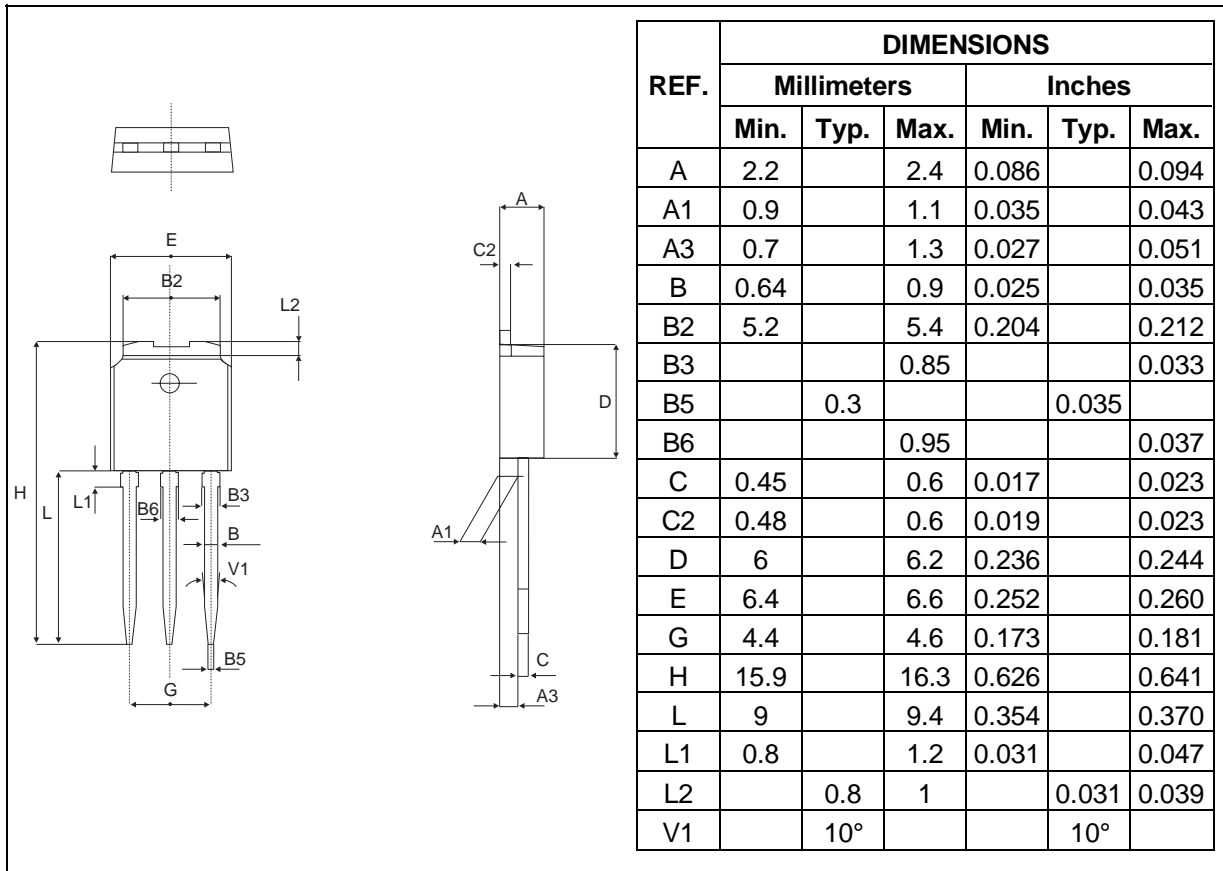 A
C2
E
B2
L2
D
H
L
L1
B6
B3
B
A1
V1
B5
C
G
A3
DIMENSIONS
REF. Millimeters Inches
Min. Typ. Max. Min. Typ. Max.
A 2.2 2.4 0.086 0.094
A1 0.9 1.1 0.035 0.043
A3 0.7 1.3 0.027 0.051
B 0.64 0.9 0.025 0.035
B2 5.2 5.4 0.204 0.212
B3 0.85 0.033
B5 0.3 0.035
B6 0.95 0.037
C 0.45 0.6 0.017 0.023
C2 0.48 0.6 0.019 0.023
D 6 6.2 0.236 0.244
E 6.4 6.6 0.252 0.260
G 4.4 4.6 0.173 0.181
H 15.9 16.3 0.626 0.641
L 9 9.4 0.354 0.370
L1 0.8 1.2 0.031 0.047
L2 0.8 1 0.031 0.039
V1 10° 10°